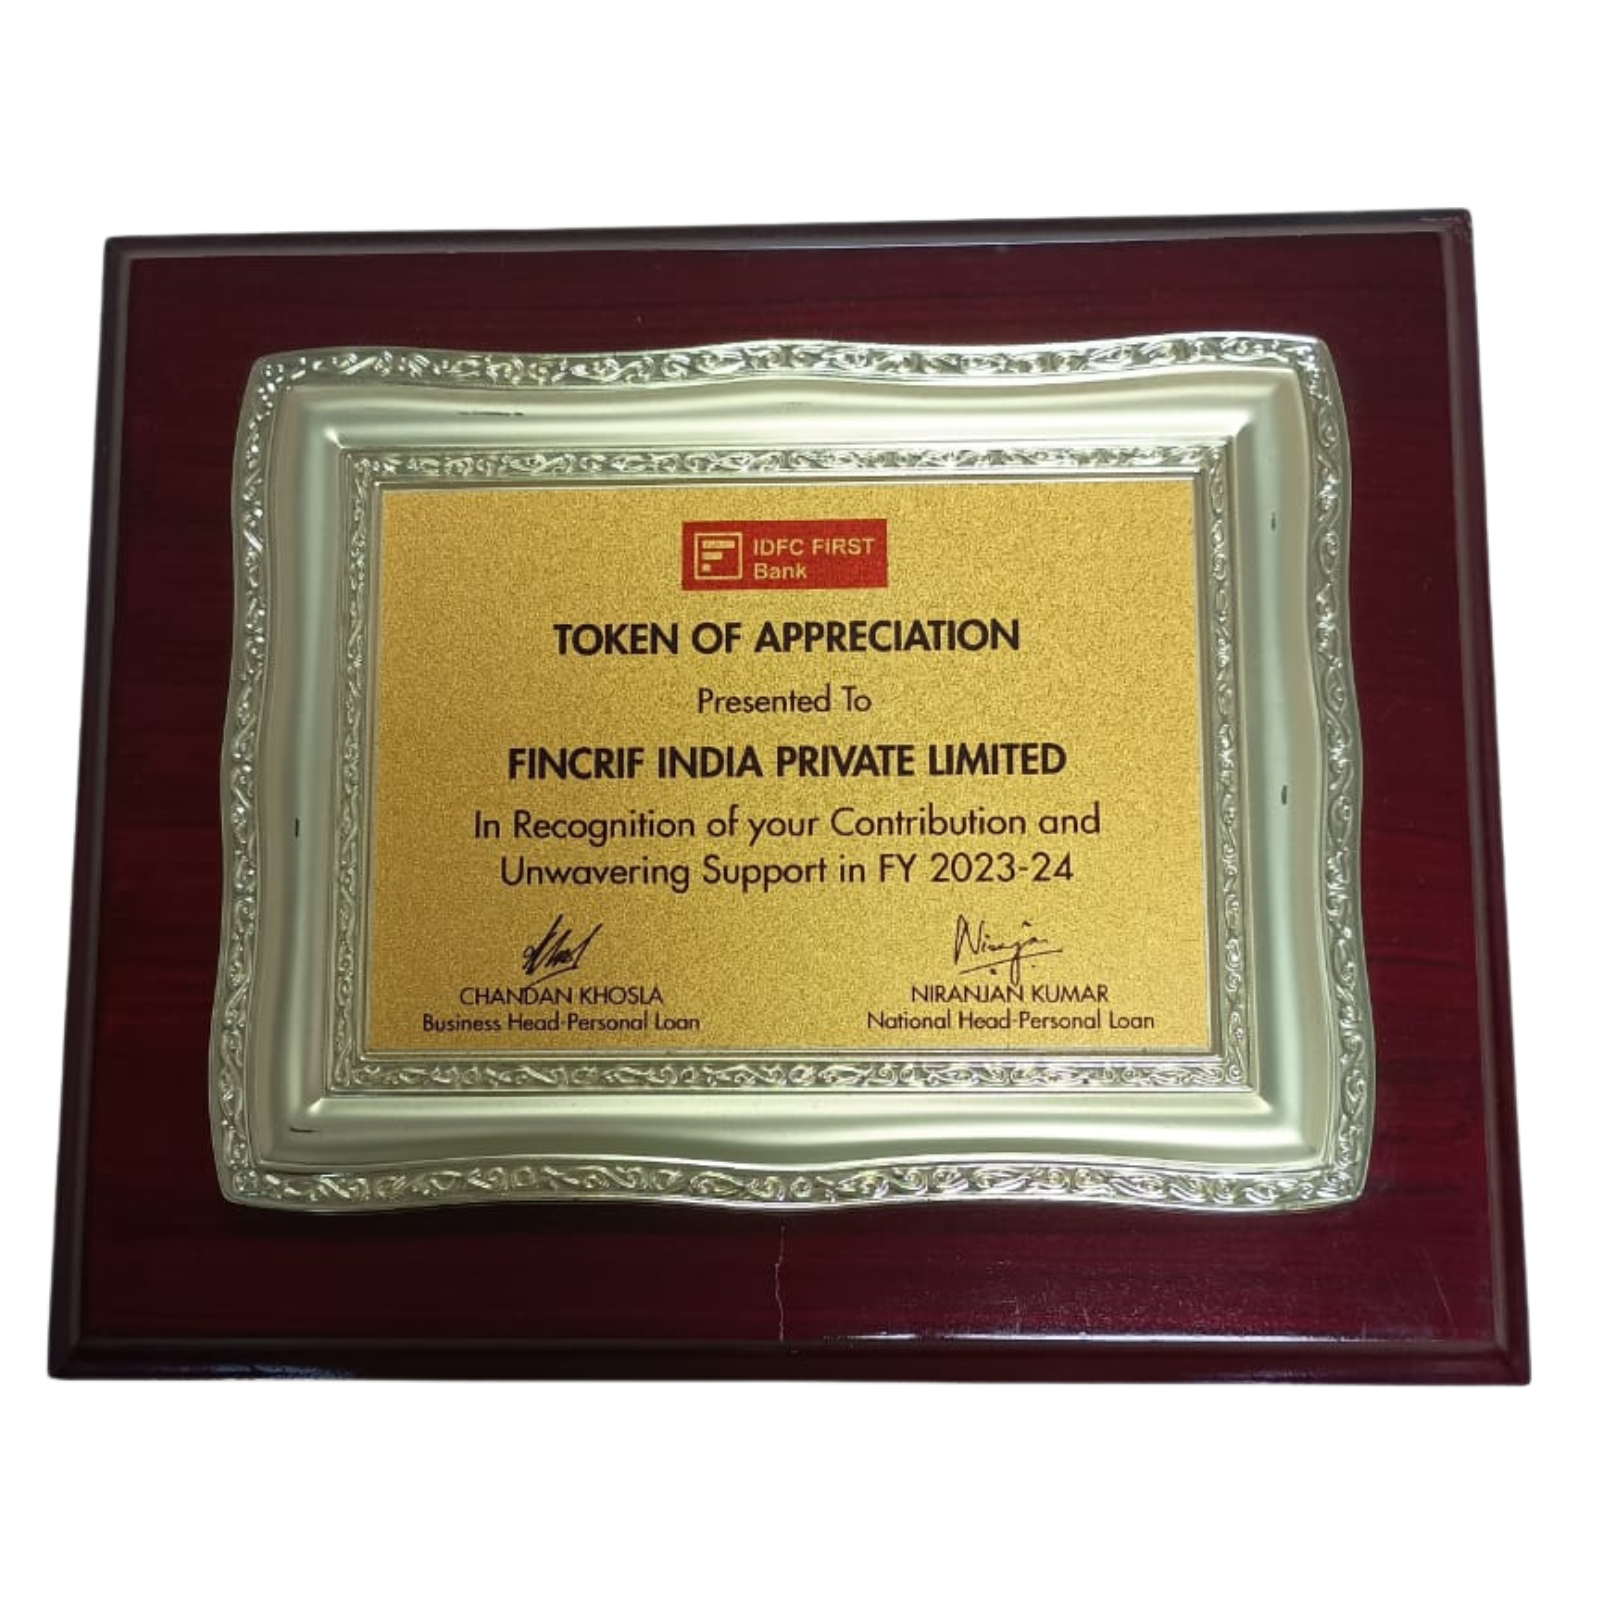 IDFC FIRST
Bank
TOKEN OF APPRECIATION
Presented To
FINCRIF INDIA PRIVATE LIMITED
In Recognition of your Contribution and
Unwavering Support in FY 2023-24
Niranjan
CHANDAN KHOSLA
Business Head-Personal Loan
NIRANJAN KUMAR
National Head-Personal Loan